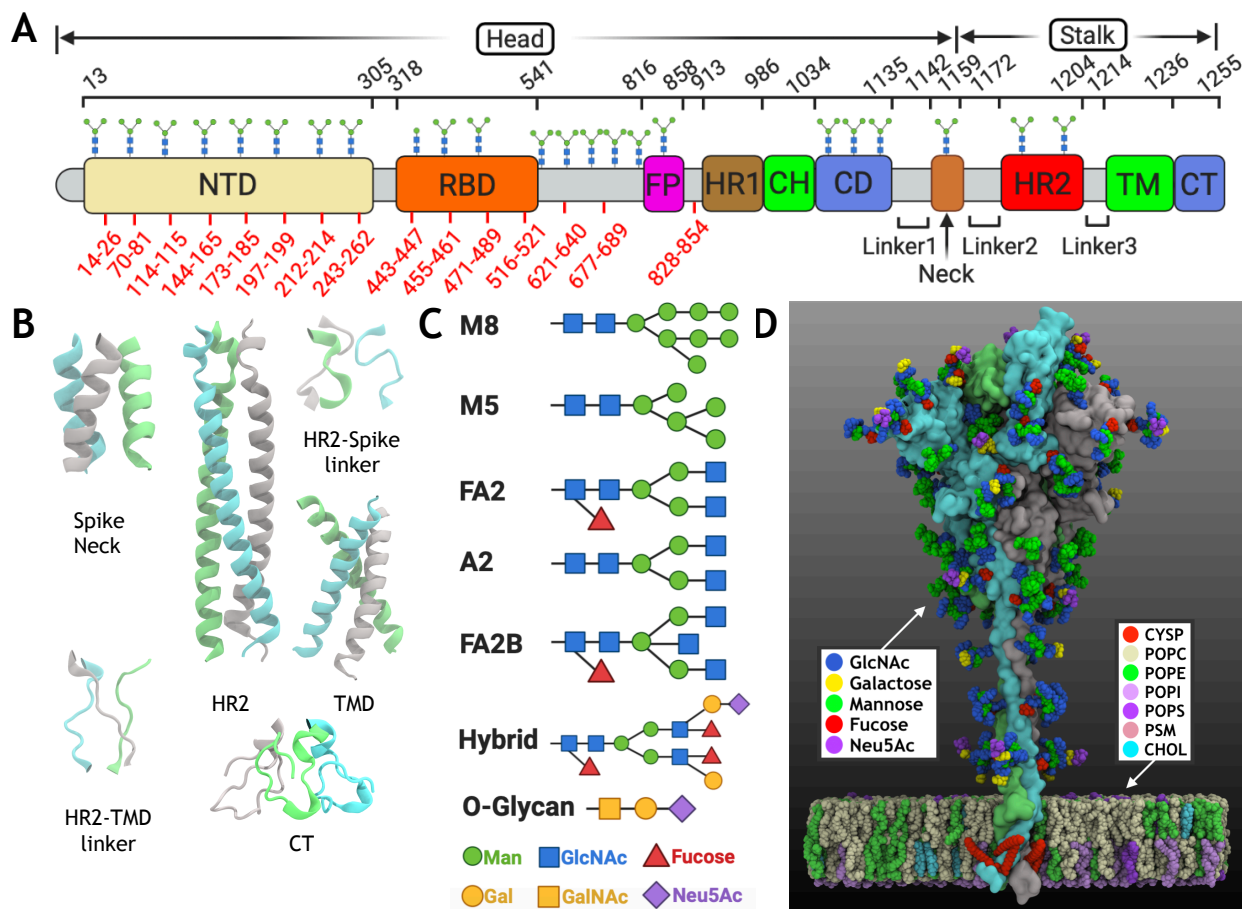 A
Head
Stalk
13
305
318
541
816
858
913
986
1034
1135
1142
1159
1172
1204
1214
1236
1255
NTD
RBD
FP
HR1
CH
CD
HR2
TM
CT
14-26
70-81
114-115
144-165
173-185
197-199
212-214
243-262
443-447
455-461
471-489
516-521
621-640
677-689
828-854
Linker1
Neck
Linker2
Linker3
B
Spike
Neck
HR2
HR2-Spike
linker
TMD
HR2-TMD
linker
CT
C
M8
M5
FA2
A2
FA2B
Hybrid
O-Glycan
Man
GlcNAc
Fucose
Gal
GalNAc
Neu5Ac
D
GlcNAc
Galactose
Mannose
Fucose
Neu5Ac
CYSP
POPC
POPE
POPI
POPS
PSM
CHOL